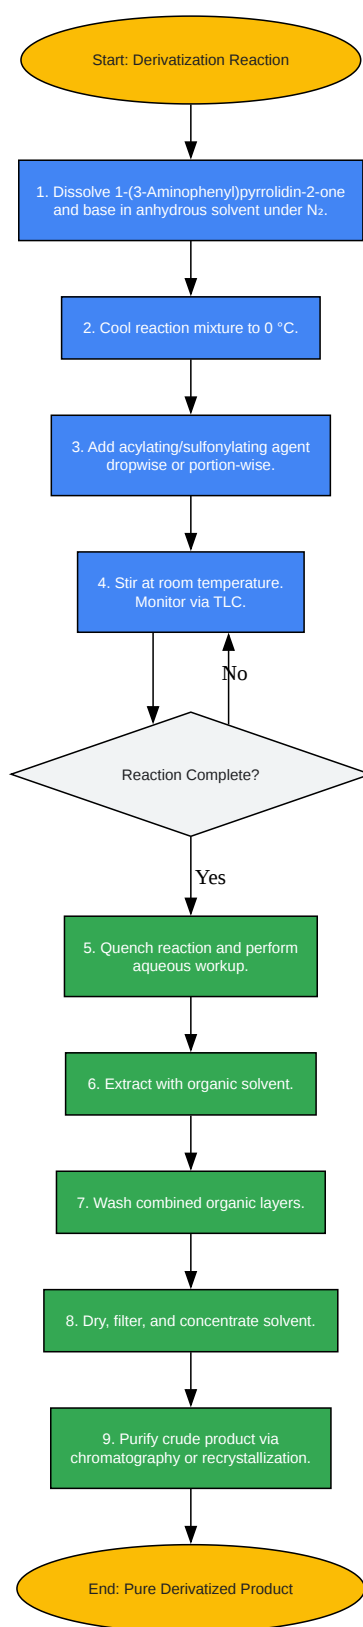 Start: Derivatization Reaction
1. Dissolve 1-(3-Aminophenyl)pyrrolidin-2-one
and base in anhydrous solvent under N₂.
2. Cool reaction mixture to 0 °C.
3. Add acylating/sulfonylating agent
dropwise or portion-wise.
4. Stir at room temperature.
Monitor via TLC.
No
Reaction Complete?
Yes
5. Quench reaction and perform
aqueous workup.
6. Extract with organic solvent.
7. Wash combined organic layers.
8. Dry, filter, and concentrate solvent.
9. Purify crude product via
chromatography or recrystallization.
End: Pure Derivatized Product